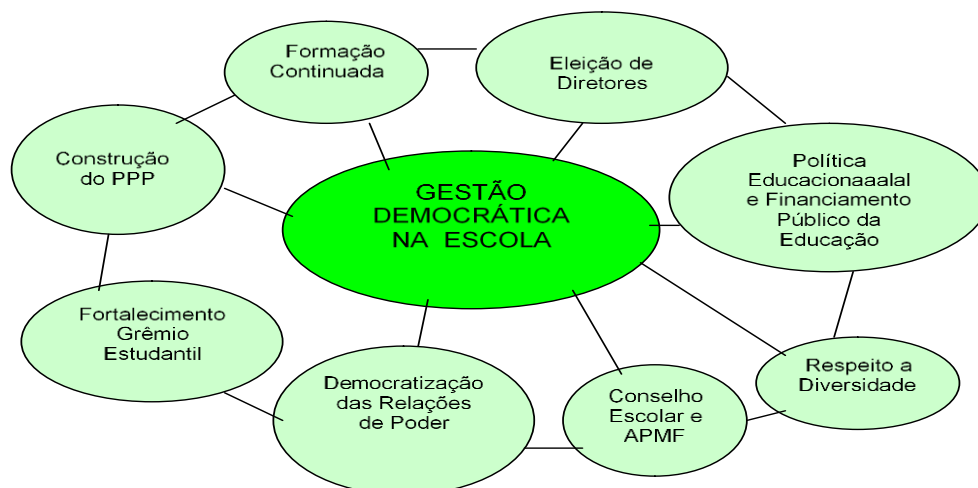 Formação
Continuada
Eleição de
Diretores
Construção
do PPP
GESTÃO
DEMOCRÁTICA
NA ESCOLA
Política
Educacionaaalal
e Financiamento
Público da
Educação
Fortalecimento
Grêmio
Estudantil
Democratização
das Relações
de Poder
Conselho
Escolar e
APMF
Respeito a
Diversidade